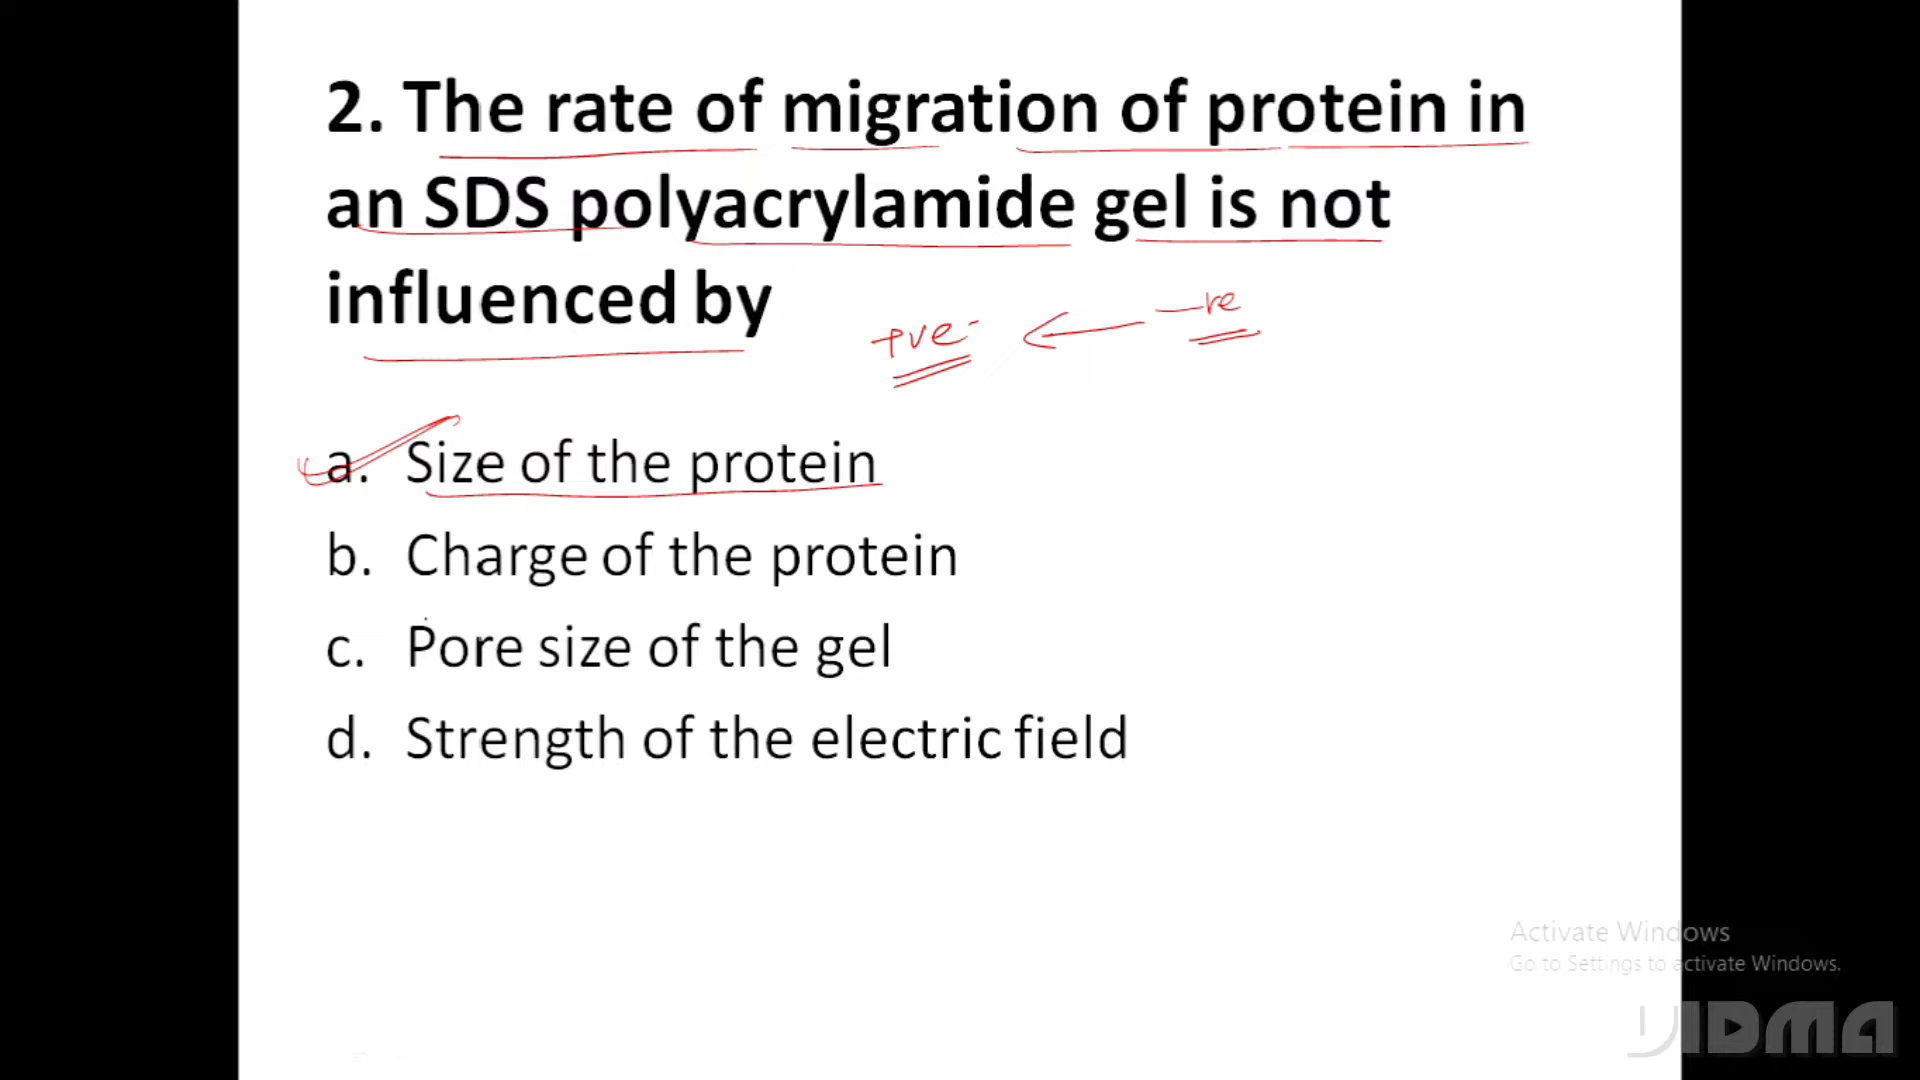 2. The rate of migration of protein in
an SDS polyacrylamide gel is not
influenced by
+ve ← -ve
a. Size of the protein
b. Charge of the protein
c. Pore size of the gel
d. Strength of the electric field
Activate Windows
Go to Settings to activate Windows.
VIDMA